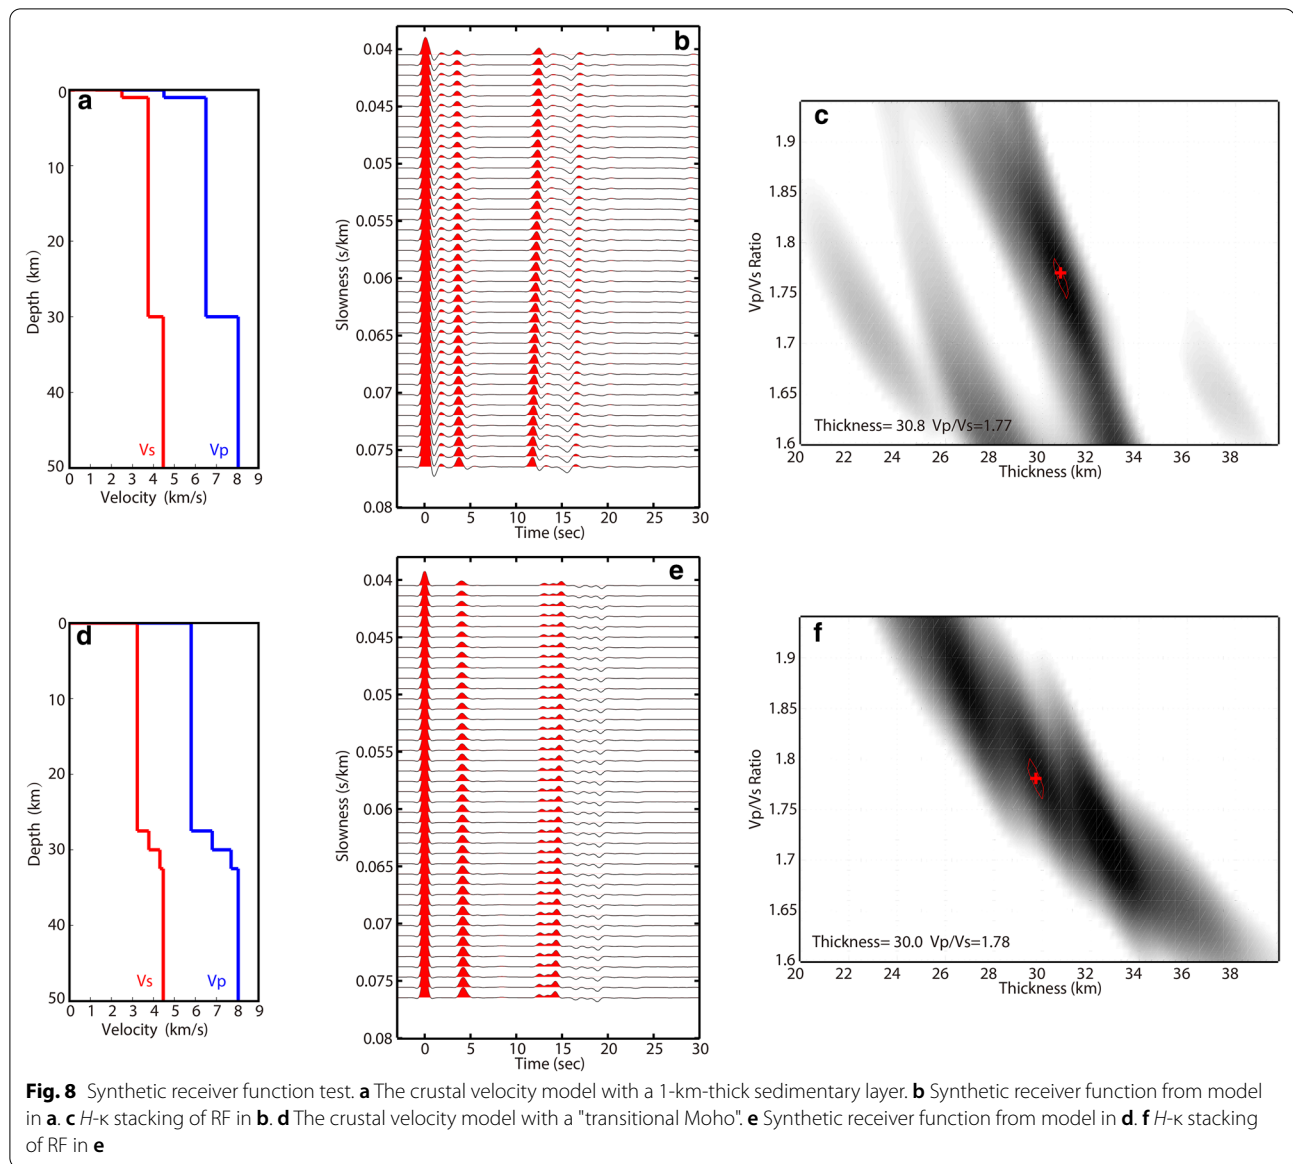 a
0
10
20
30
40
50
Depth (km)
Vs
Vp
0 1 2 3 4 5 6 7 8 9
Velocity (km/s)
b
0.04
0.045
0.05
0.055
0.06
0.065
0.07
0.075
0.08
Slowness (s/km)
0 5 10 15 20 25 30
Time (sec)
c
1.9
1.85
1.8
1.75
1.7
1.65
1.6
Vp/Vs Ratio
Thickness= 30.8 Vp/Vs=1.77
20 22 24 26 28 30 32 34 36 38
Thickness (km)
d
0
10
20
30
40
50
Depth (km)
Vs
Vp
0 1 2 3 4 5 6 7 8 9
Velocity (km/s)
e
0.04
0.045
0.05
0.055
0.06
0.065
0.07
0.075
0.08
Slowness (s/km)
0 5 10 15 20 25 30
Time (sec)
f
1.9
1.85
1.8
1.75
1.7
1.65
1.6
Vp/Vs Ratio
Thickness= 30.0 Vp/Vs=1.78
20 22 24 26 28 30 32 34 36 38
Thickness (km)
Fig. 8 Synthetic receiver function test. a The crustal velocity model with a 1-km-thick sedimentary layer. b Synthetic receiver function from model
in a. c H-κ stacking of RF in b. d The crustal velocity model with a "transitional Moho". e Synthetic receiver function from model in d. f H-κ stacking
of RF in e